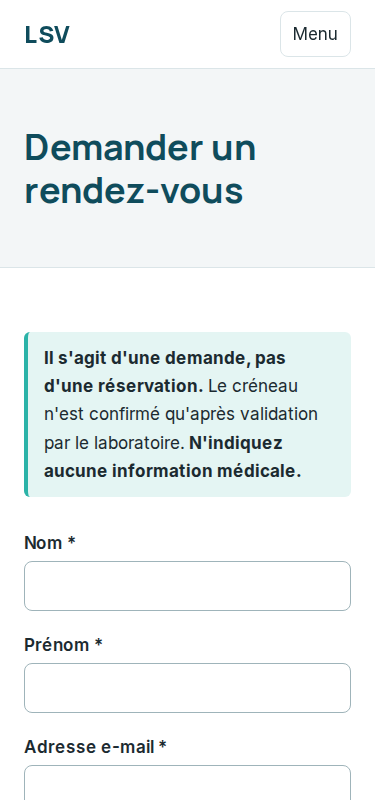 LSV
Menu
Demander un
rendez-vous
Il s'agit d'une demande, pas
d'une réservation. Le créneau
n'est confirmé qu'après validation
par le laboratoire. N'indiquez
aucune information médicale.
Nom *
Prénom *
Adresse e-mail *